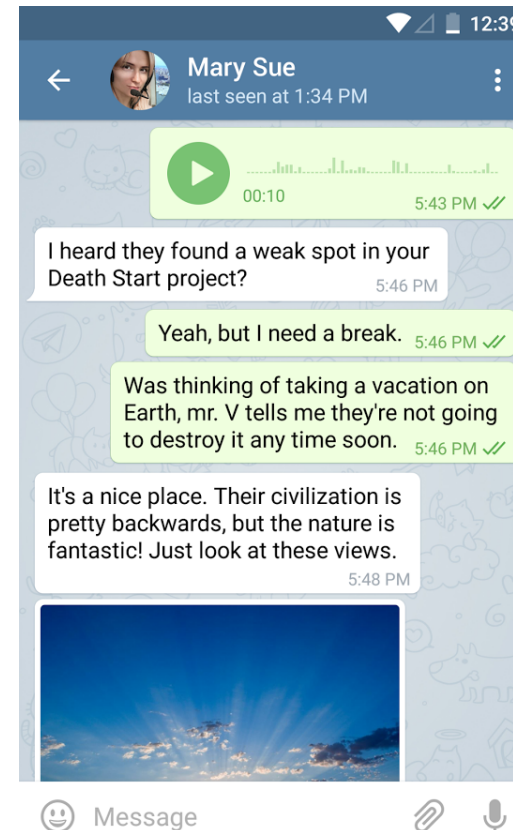 12:39
Mary Sue
last seen at 1:34 PM
00:10
5:43 PM
I heard they found a weak spot in your
Death Start project?
5:46 PM
Yeah, but I need a break.
5:46 PM
Was thinking of taking a vacation on
Earth, mr. V tells me they're not going
to destroy it any time soon.
5:46 PM
It's a nice place. Their civilization is
pretty backwards, but the nature is
fantastic! Just look at these views.
5:48 PM
Message